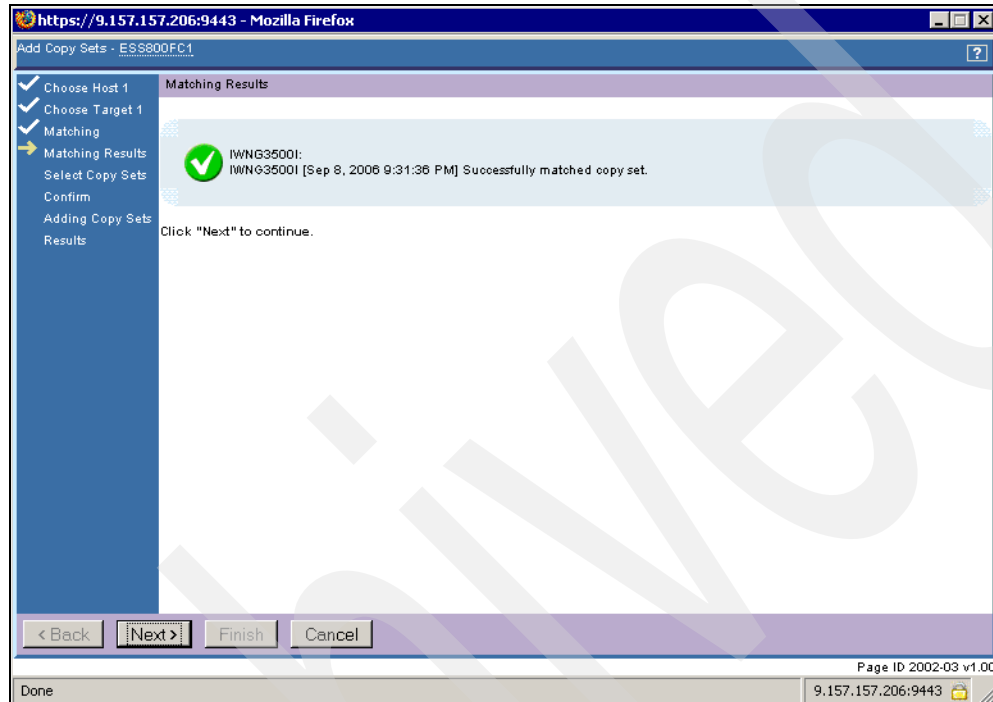 https://9.157.157.206:9443 - Mozilla Firefox
Add Copy Sets - ESS800FC1
?
Choose Host 1
Choose Target 1
Matching
Matching Results
Select Copy Sets
Confirm
Adding Copy Sets
Results
Matching Results
IWNG3500I:
IWNG3500I [Sep 8, 2006 9:31:36 PM] Successfully matched copy set.
Click "Next" to continue.
< Back
Next >
Finish
Cancel
Page ID 2002-03 v1.00
Done
9.157.157.206:9443
hived